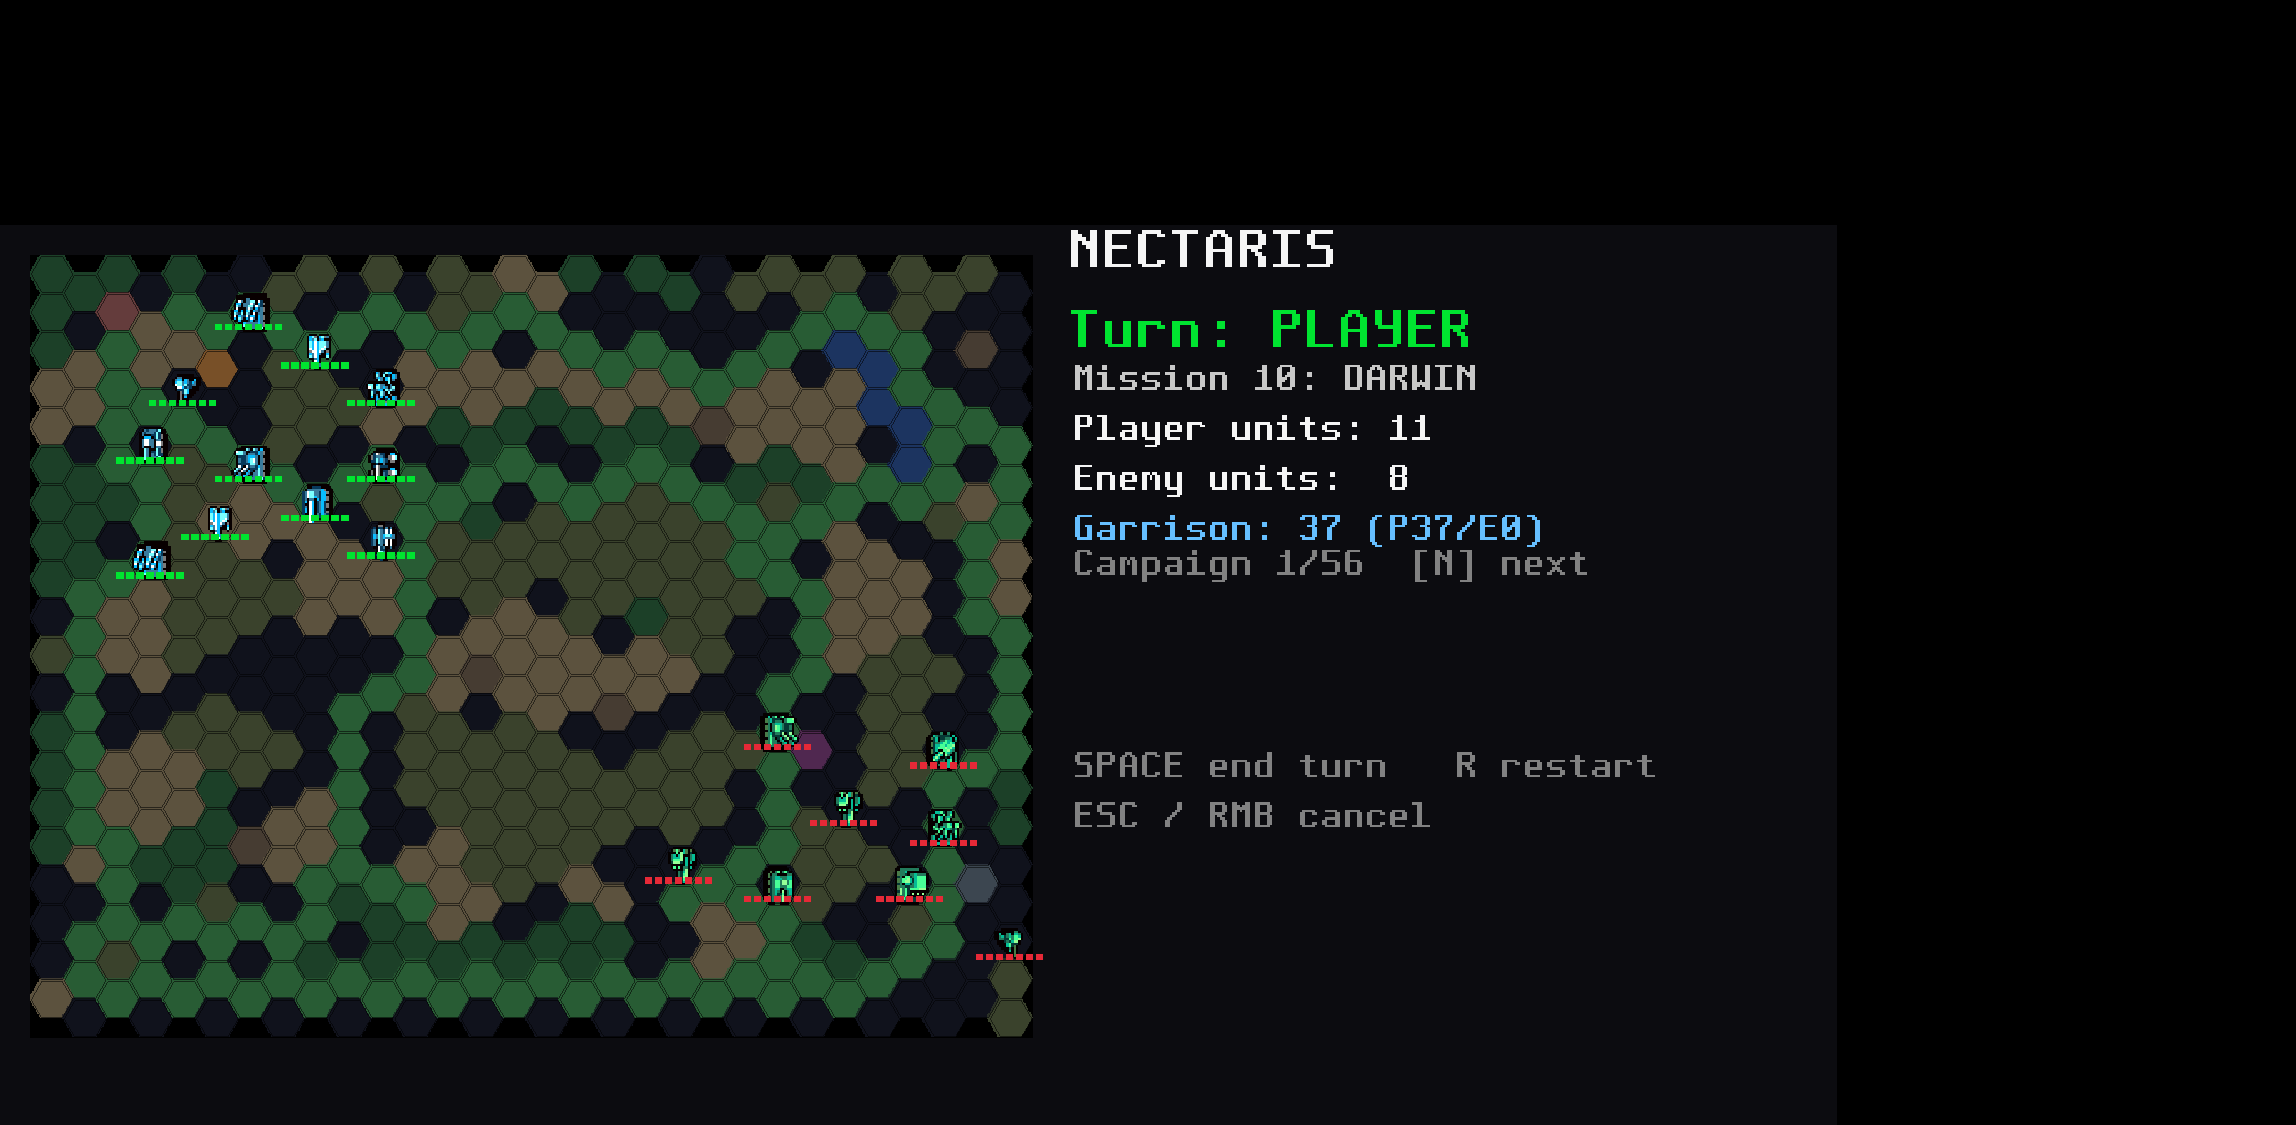 NECTARIS
Turn: PLAYER
Mission 10: DARWIN
Player units: 11
Enemy units: 8
Garrison: 37 (P37/E0)
Campaign 1/56 [N] next
SPACE end turn R restart
ESC / RMB cancel